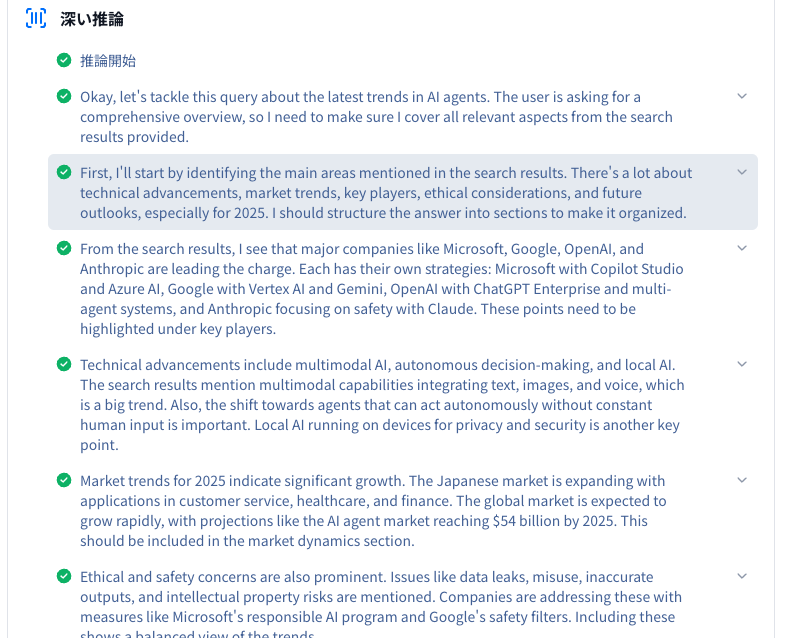 深い推論
推論開始
Okay, let's tackle this query about the latest trends in AI agents. The user is asking for a
comprehensive overview, so I need to make sure I cover all relevant aspects from the search
results provided.
First, I'll start by identifying the main areas mentioned in the search results. There's a lot about
technical advancements, market trends, key players, ethical considerations, and future
outlooks, especially for 2025. I should structure the answer into sections to make it organized.
From the search results, I see that major companies like Microsoft, Google, OpenAI, and
Anthropic are leading the charge. Each has their own strategies: Microsoft with Copilot Studio
and Azure AI, Google with Vertex AI and Gemini, OpenAI with ChatGPT Enterprise and multi-
agent systems, and Anthropic focusing on safety with Claude. These points need to be
highlighted under key players.
Technical advancements include multimodal AI, autonomous decision-making, and local AI.
The search results mention multimodal capabilities integrating text, images, and voice, which
is a big trend. Also, the shift towards agents that can act autonomously without constant
human input is important. Local AI running on devices for privacy and security is another key
point.
Market trends for 2025 indicate significant growth. The Japanese market is expanding with
applications in customer service, healthcare, and finance. The global market is expected to
grow rapidly, with projections like the AI agent market reaching $54 billion by 2025. This
should be included in the market dynamics section.
Ethical and safety concerns are also prominent. Issues like data leaks, misuse, inaccurate
outputs, and intellectual property risks are mentioned. Companies are addressing these with
measures like Microsoft's responsible AI program and Google's safety filters. Including these
shows a balanced view of the trends.